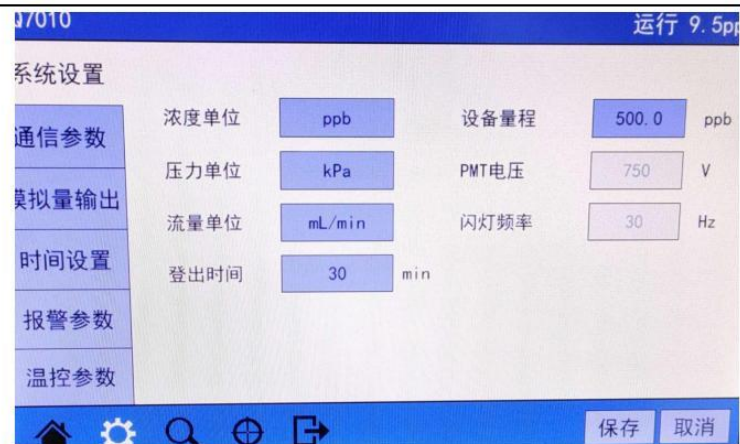 Q7010 运行 9.5pp
系统设置
通信参数
模拟量输出
时间设置
报警参数
温控参数
浓度单位 ppb 设备量程 500.0 ppb
压力单位 kPa PMT电压 750 V
流量单位 mL/min 闪灯频率 30 Hz
登出时间 30 min
保存 取消